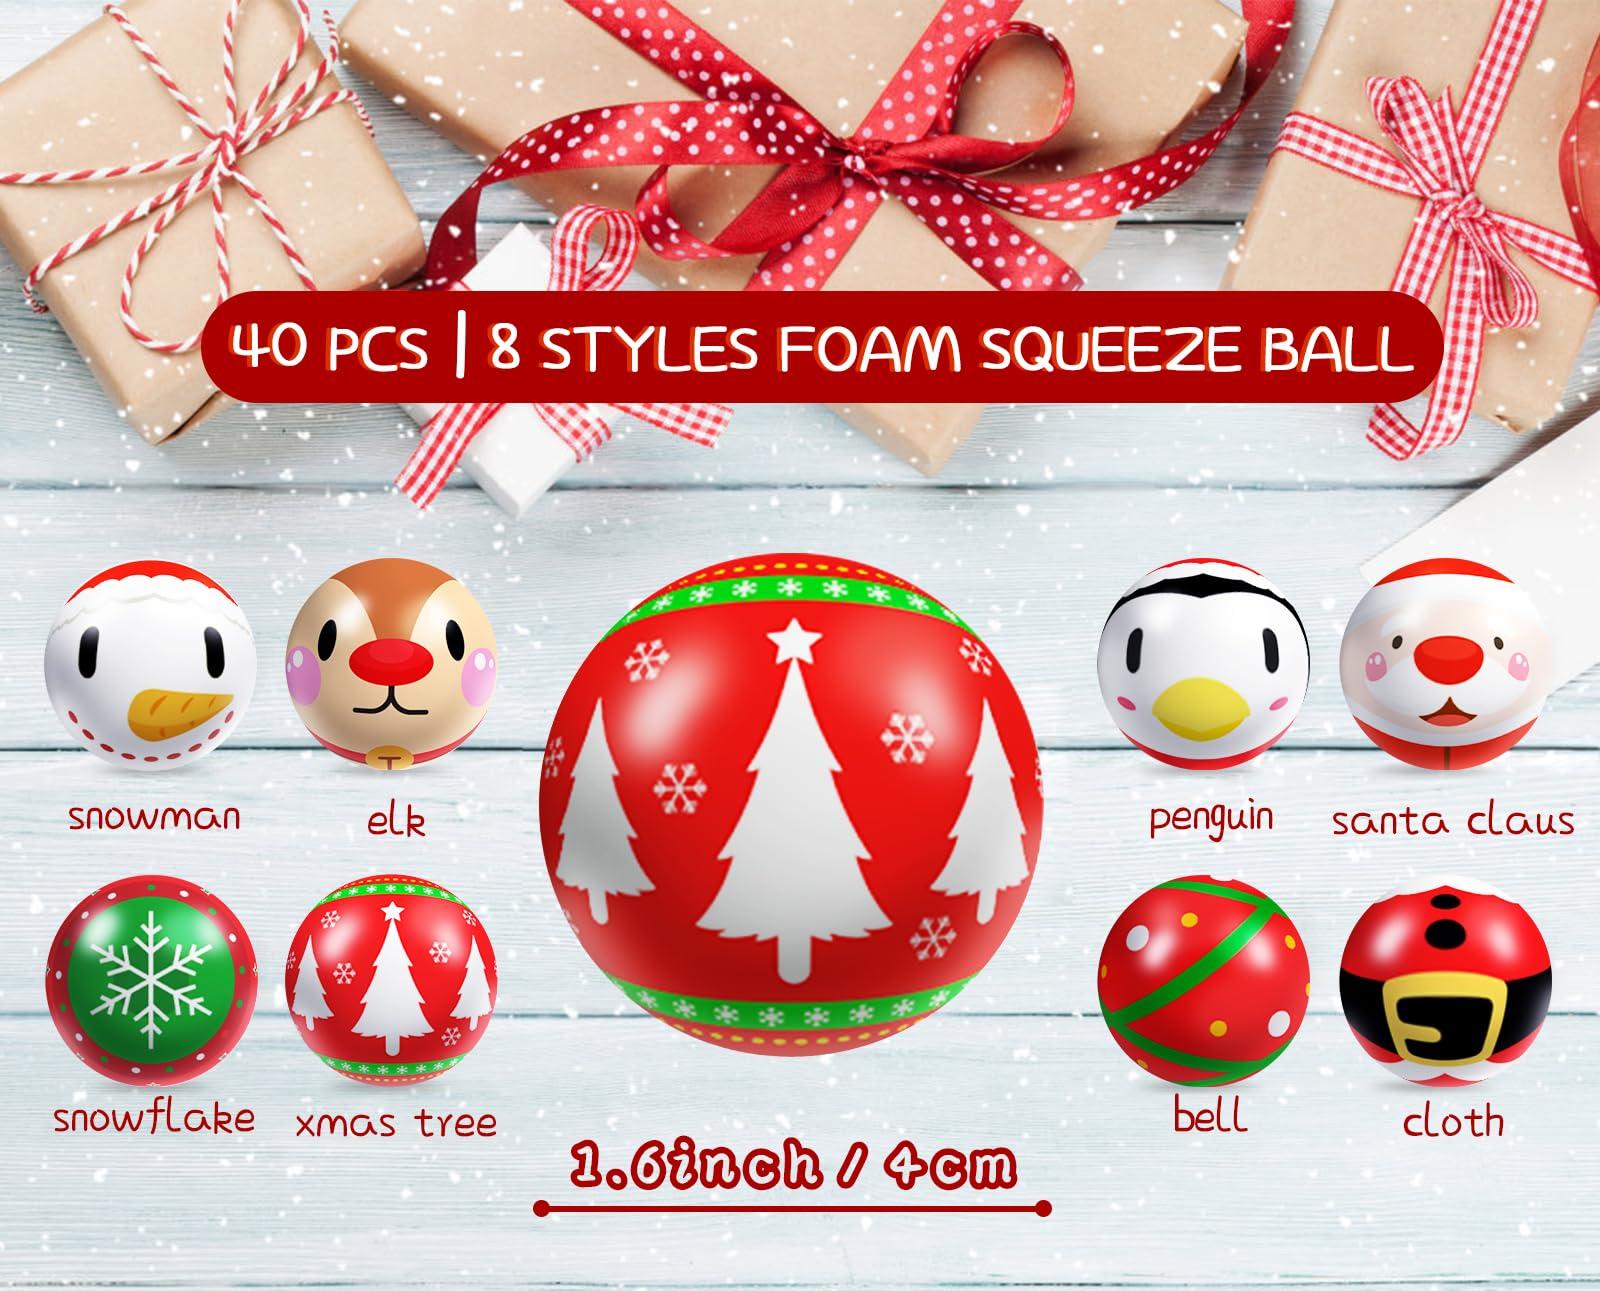 40 PCS | 8 STYLES FOAM SQUEEZE BALL
snowman
elk
penguin
santa claus
snowflake
xmas tree
bell
cloth
1.6inch / 4cm